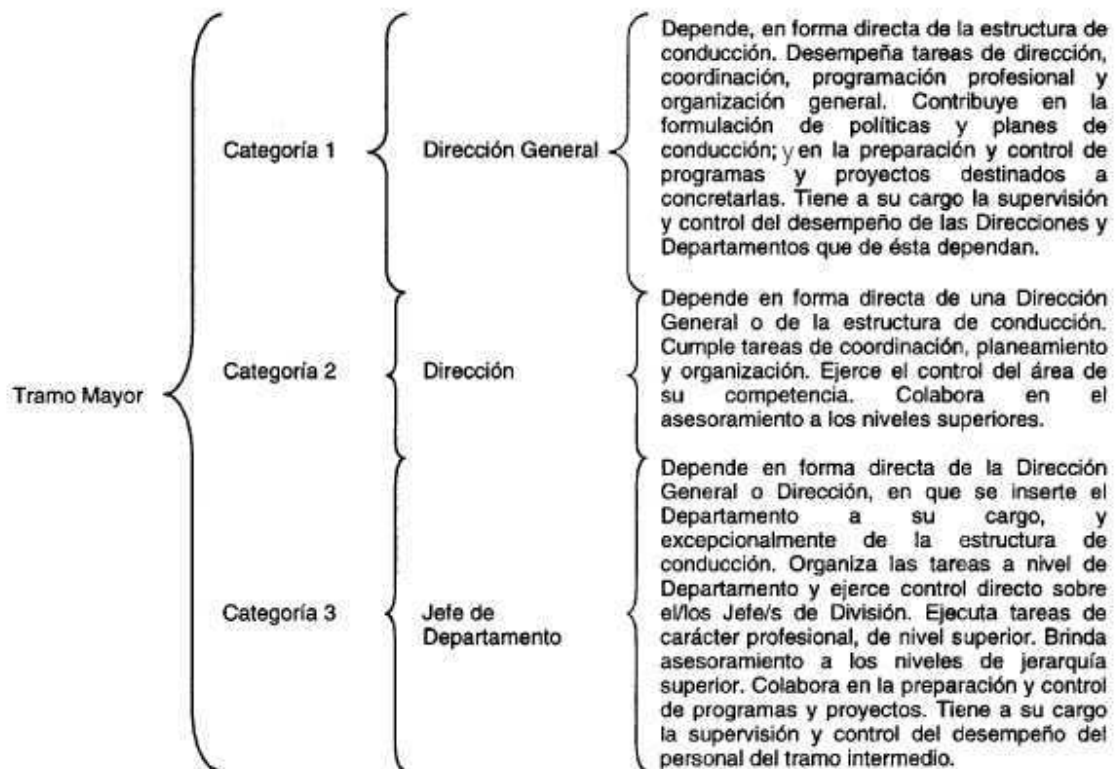 Tramo Mayor
Categoría 1
Dirección General
Depende, en forma directa de la estructura de
conducción. Desempeña tareas de dirección,
coordinación, programación profesional y
organización general. Contribuye en la
formulación de políticas y planes de
conducción; y en la preparación y control de
programas y proyectos destinados a
concretarlas. Tiene a su cargo la supervisión
y control del desempeño de las Direcciones y
Departamentos que de ésta dependan.
Categoría 2
Dirección
Depende en forma directa de una Dirección
General o de la estructura de conducción.
Cumple tareas de coordinación, planeamiento
y organización. Ejerce el control del área de
su competencia. Colabora en el
asesoramiento a los niveles superiores.
Categoría 3
Jefe de
Departamento
Depende en forma directa de la Dirección
General o Dirección, en que se inserte el
Departamento a su cargo, y
excepcionalmente de la estructura de
conducción. Organiza las tareas a nivel de
Departamento y ejerce control directo sobre
el/los Jefe/s de División. Ejecuta tareas de
carácter profesional, de nivel superior. Brinda
asesoramiento a los niveles de jerarquía
superior. Colabora en la preparación y control
de programas y proyectos. Tiene a su cargo
la supervisión y control del desempeño del
personal del tramo intermedio.